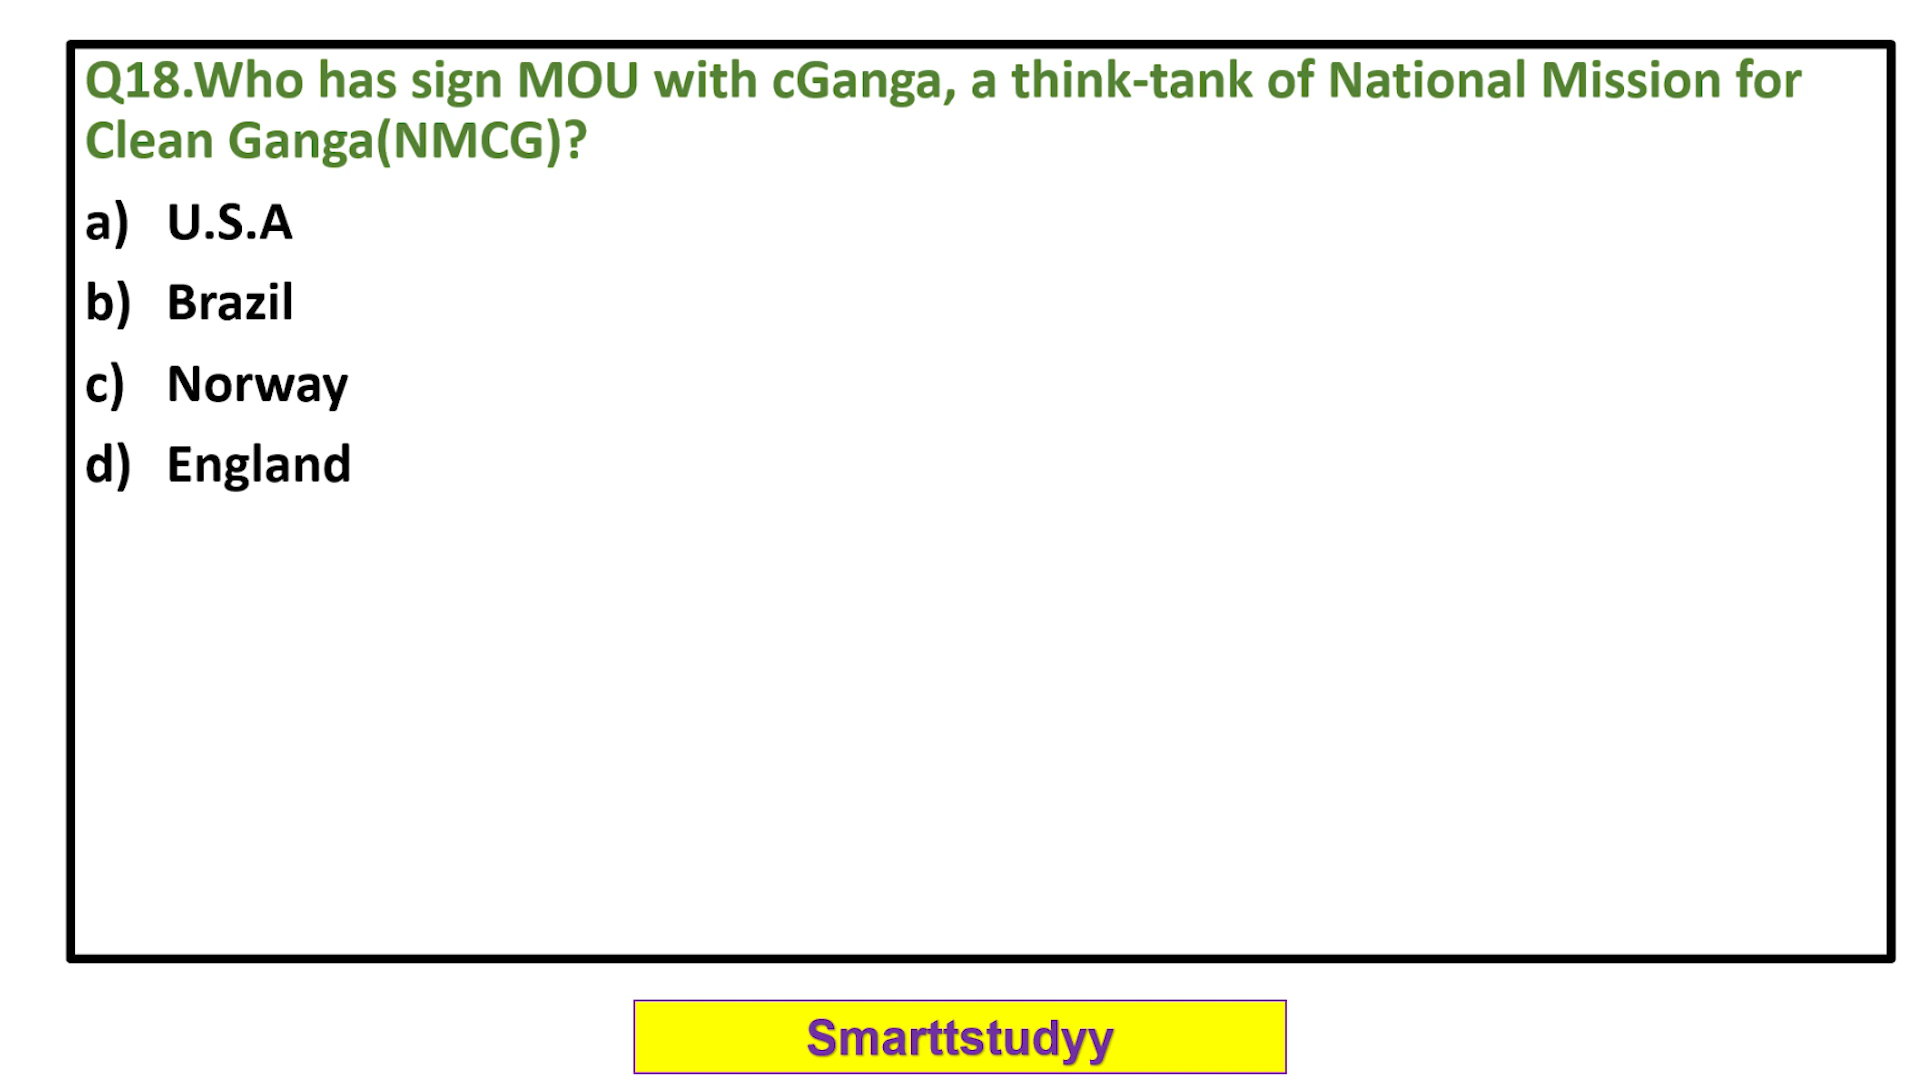 Q18.Who has sign MOU with cGanga, a think-tank of National Mission for
Clean Ganga(NMCG)?
a) U.S.A
b) Brazil
c) Norway
d) England
Smarttstudyy